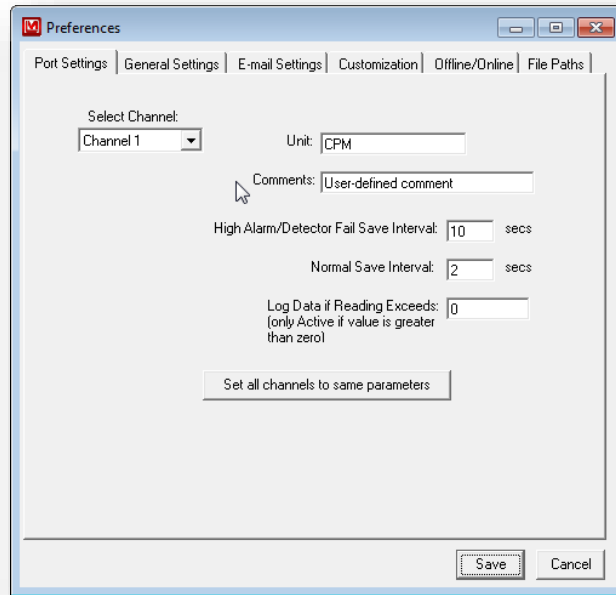 Preferences
Port Settings General Settings E-mail Settings Customization Offline/Online File Paths
Select Channel:
Channel 1
Unit: CPM
Comments: User-defined comment
High Alarm/Detector Fail Save Interval: 10 secs
Normal Save Interval: 2 secs
Log Data if Reading Exceeds: 0
(only Active if value is greater
than zero)
Set all channels to same parameters
Save Cancel